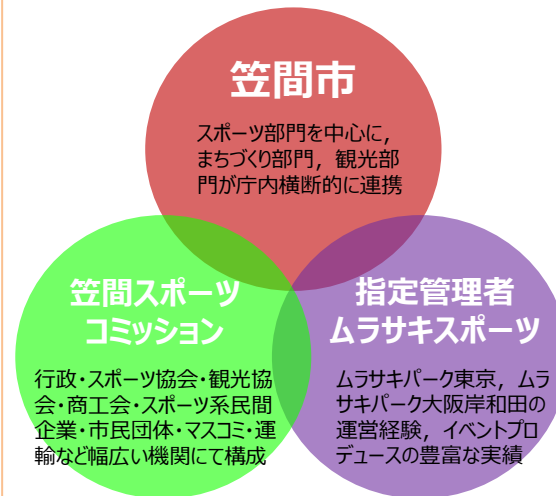 笠間市
スポーツ部門を中心に，
まちづくり部門，観光部
門が庁内横断的に連携
笠間スポーツ
コミッション
行政・スポーツ協会・観光協
会・商工会・スポーツ系民間
企業・市民団体・マスコミ・運
輸など幅広い機関にて構成
指定管理者
ムラサキスポーツ
ムラサキパーク東京，ムラ
サキパーク大阪岸和田の
運営経験，イベントプロ
デュースの豊富な実績